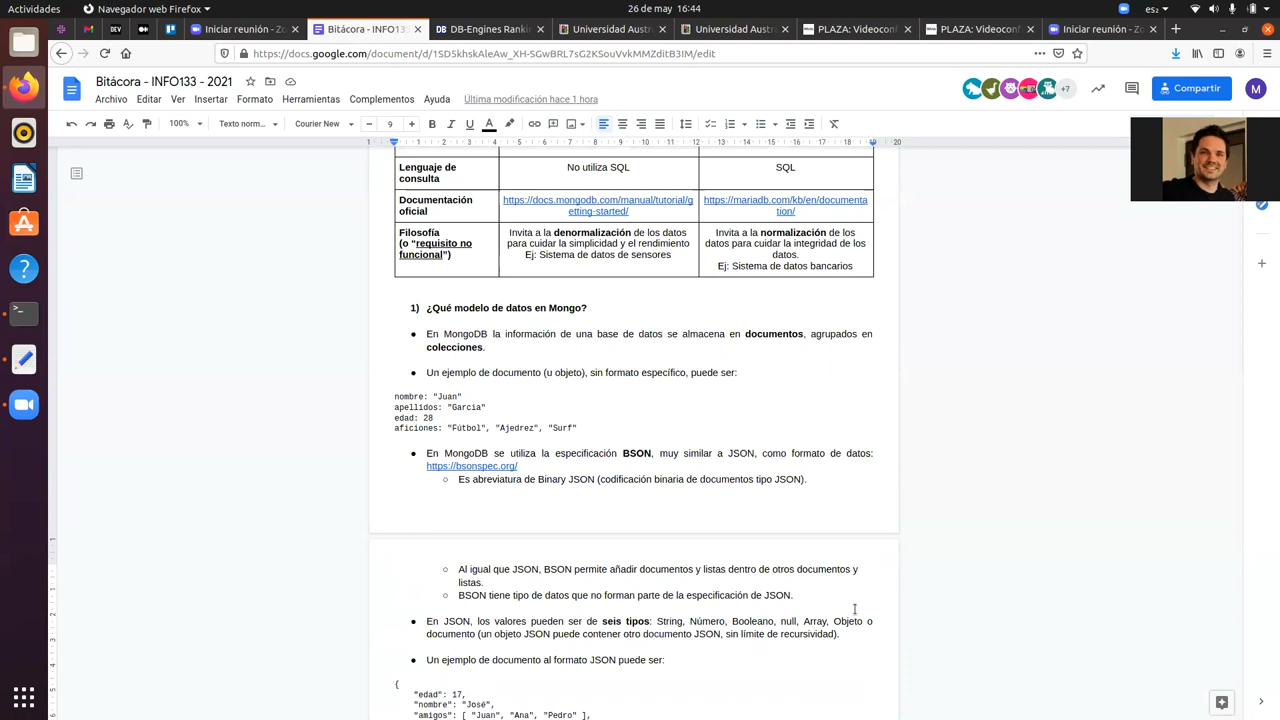 Actividades
Navegador web Firefox
26 de may 16:44
es₂
Iniciar reunión - Zo
Bitácora - INFO133
DB-Engines Rankin
Universidad Austra
Universidad Austra
PLAZA: Videoconf
PLAZA: Videoconf
Iniciar reunión - Zo
https://docs.google.com/document/d/1SD5khskAleAw_XH-SGwBRL7sG2KSouVvkMMZditB3IM/edit
Bitácora - INFO133 - 2021
Archivo Editar Ver Insertar Formato Herramientas Complementos Ayuda Última modificación hace 1 hora
+7
Compartir
M
100% Texto norm... Courier New 9
Lenguaje de consulta
No utiliza SQL
SQL
Documentación oficial
https://docs.mongodb.com/manual/tutorial/getting-started/
https://mariadb.com/kb/en/documentation/
Filosofía
(o “requisito no funcional”)
Invita a la denormalización de los datos para cuidar la simplicidad y el rendimiento
Ej: Sistema de datos de sensores
Invita a la normalización de los datos para cuidar la integridad de los datos.
Ej: Sistema de datos bancarios
1) ¿Qué modelo de datos en Mongo?
● En MongoDB la información de una base de datos se almacena en documentos, agrupados en
colecciones.
● Un ejemplo de documento (u objeto), sin formato específico, puede ser:
nombre: "Juan"
apellidos: "Garcia"
edad: 28
aficiones: "Fútbol", "Ajedrez", "Surf"
● En MongoDB se utiliza la especificación BSON, muy similar a JSON, como formato de datos:
https://bsonspec.org/
○ Es abreviatura de Binary JSON (codificación binaria de documentos tipo JSON).
○ Al igual que JSON, BSON permite añadir documentos y listas dentro de otros documentos y
listas.
○ BSON tiene tipo de datos que no forman parte de la especificación de JSON.
● En JSON, los valores pueden ser de seis tipos: String, Número, Booleano, null, Array, Objeto o
documento (un objeto JSON puede contener otro documento JSON, sin límite de recursividad).
● Un ejemplo de documento al formato JSON puede ser:
{
"edad": 17,
"nombre": "José",
"amigos": [ "Juan", "Ana", "Pedro" ],